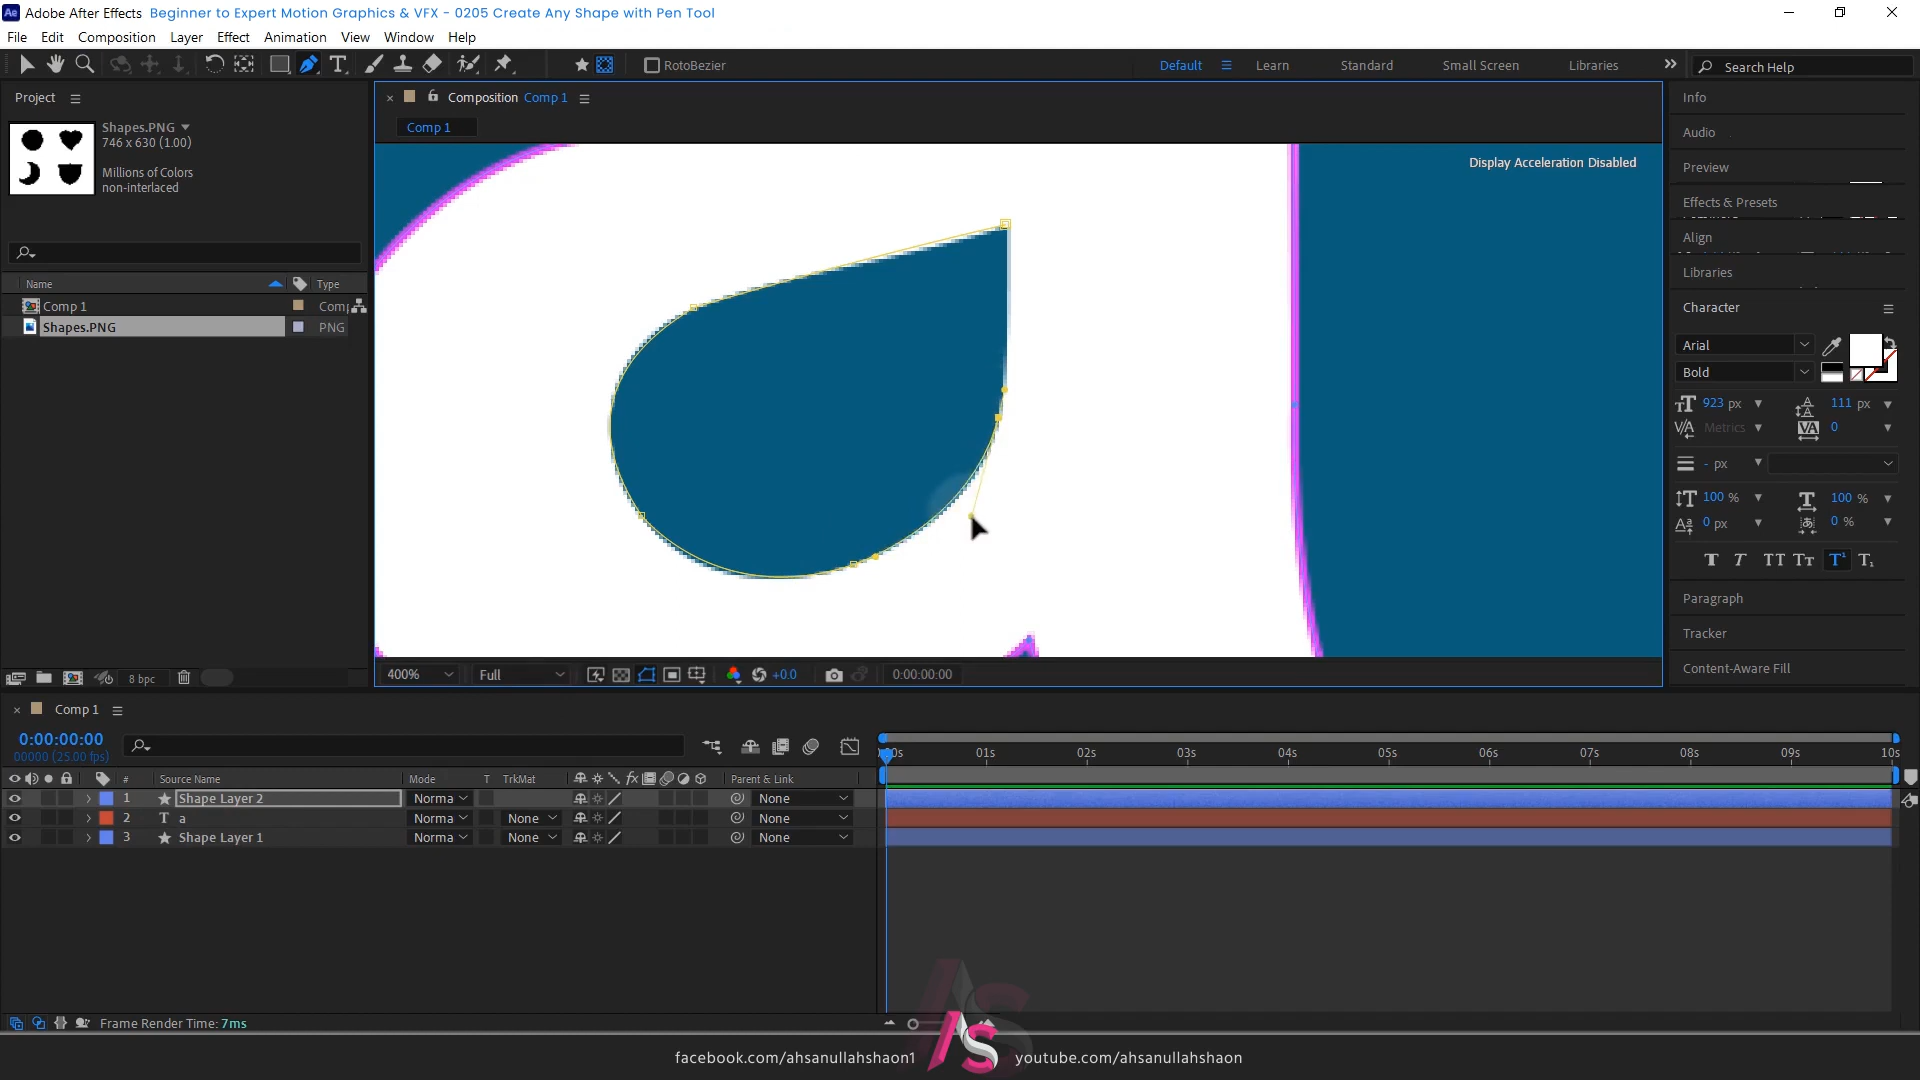 Adobe After Effects Beginner to Expert Motion Graphics & VFX - 0205 Create Any Shape with Pen Tool
File Edit Composition Layer Effect Animation View Window Help
RotoBezier Default Learn Standard Small Screen Libraries Search Help
Project
Shapes.PNG
746 x 630 (1.00)
Millions of Colors
non-interlaced
Name Type
Comp 1
Shapes.PNG PNG
8 bpc
Composition Comp 1
Comp 1
Display Acceleration Disabled
400% Full +0.0 0:00:00:00
Info
Audio
Preview
Effects & Presets
Align
Libraries
Character
Arial
Bold
923 px 111 px
Metrics 0
- px
100 % 100 %
0 px 0 %
Paragraph
Tracker
Content-Aware Fill
Comp 1
0:00:00:00
00000 (25.00 fps)
01s 02s 03s 04s 05s 06s 07s 08s 09s 10s
# Source Name Mode T TrkMat Parent & Link
1 Shape Layer 2 Norma None
2 T a Norma None None
3 Shape Layer 1 Norma None None
Frame Render Time: 7ms
facebook.com/ahsanullahshaon1 youtube.com/ahsanullahshaon